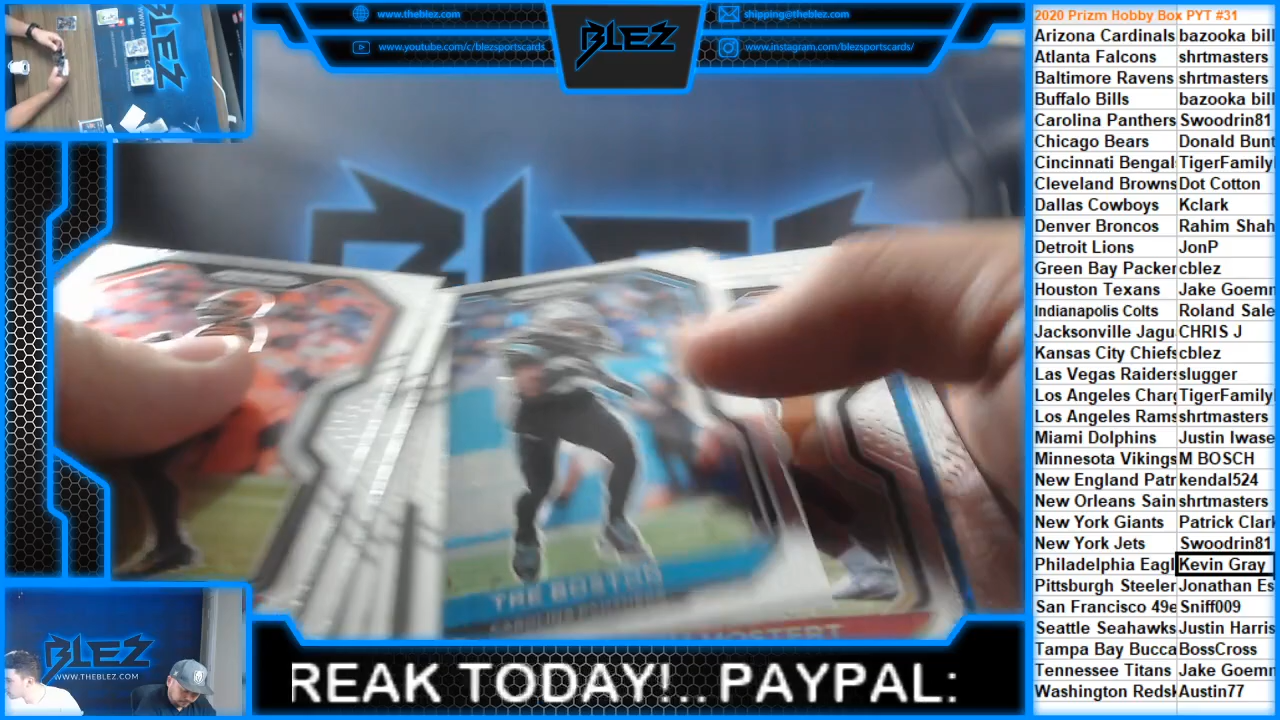 www.theblez.com
shipping@theblez.com
www.youtube.com/c/blezsportscards
www.instagram.com/blezsportscards/
BLEZ
BLEZ
TRE BOSTON
MOSTERT
BLEZ
WWW.THEBLEZ.COM
REAK TODAY!.. PAYPAL:
2020 Prizm Hobby Box PYT #31
Arizona Cardinals bazooka bill
Atlanta Falcons shrtmasters
Baltimore Ravens shrtmasters
Buffalo Bills bazooka bill
Carolina Panthers Swoodrin81
Chicago Bears Donald Bunt
Cincinnati Bengal TigerFamily
Cleveland Browns Dot Cotton
Dallas Cowboys Kclark
Denver Broncos Rahim Shah
Detroit Lions JonP
Green Bay Packer cblez
Houston Texans Jake Goemn
Indianapolis Colts Roland Sale
Jacksonville Jagu CHRIS J
Kansas City Chiefs cblez
Las Vegas Raiders slugger
Los Angeles Charg TigerFamily
Los Angeles Rams shrtmasters
Miami Dolphins Justin Iwase
Minnesota Vikings M BOSCH
New England Patr kendal524
New Orleans Sain shrtmasters
New York Giants Patrick Clark
New York Jets Swoodrin81
Philadelphia Eagl Kevin Gray
Pittsburgh Steeler Jonathan Es
San Francisco 49e Sniff009
Seattle Seahawks Justin Harris
Tampa Bay Bucca BossCross
Tennessee Titans Jake Goemn
Washington Redsk Austin77